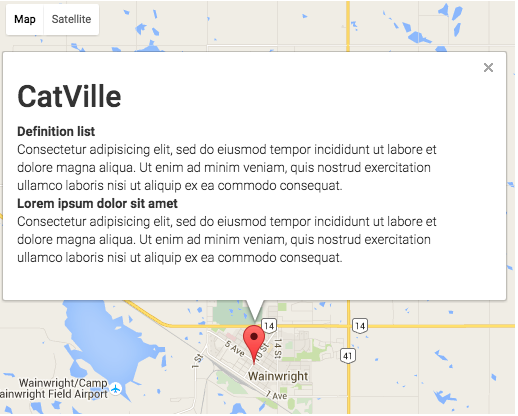 Map Satellite
CatVille
Definition list
Consectetur adipisicing elit, sed do eiusmod tempor incididunt ut labore et
dolore magna aliqua. Ut enim ad minim veniam, quis nostrud exercitation
ullamco laboris nisi ut aliquip ex ea commodo consequat.
Lorem ipsum dolor sit amet
Consectetur adipisicing elit, sed do eiusmod tempor incididunt ut labore et
dolore magna aliqua. Ut enim ad minim veniam, quis nostrud exercitation
ullamco laboris nisi ut aliquip ex ea commodo consequat.
14
14
5 Ave
14 St
41
L St
Wainwright
Wainwright/Camp
ainwright Field Airport
1 Ave